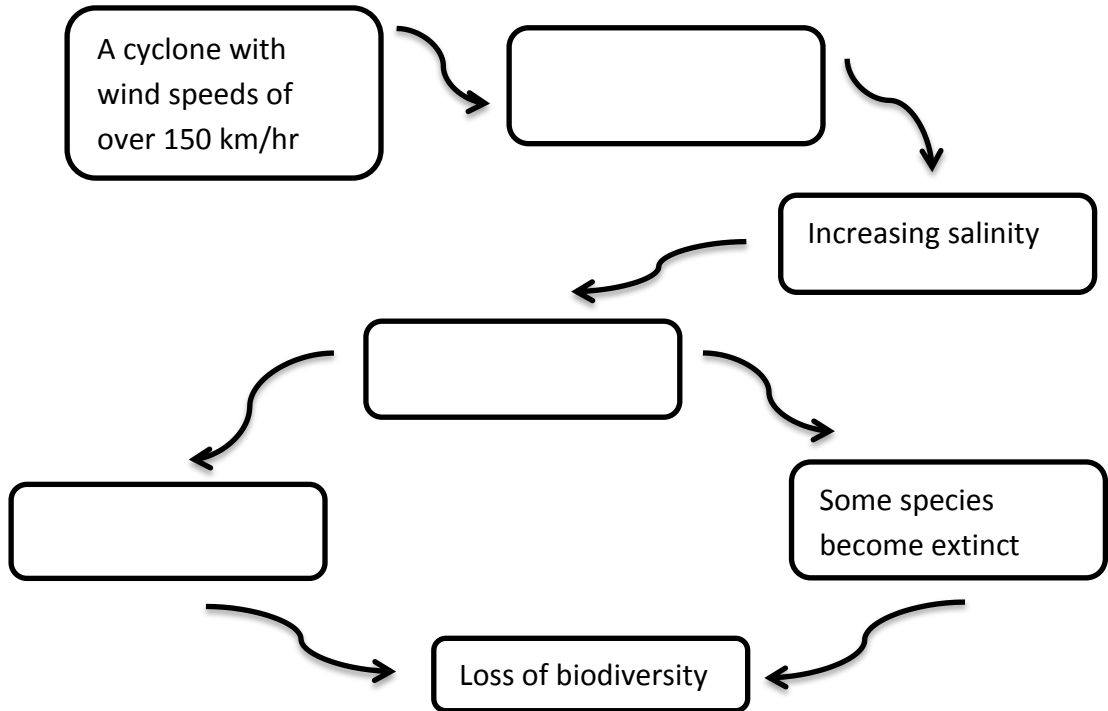 A cyclone with
wind speeds of
over 150 km/hr
Increasing salinity
Some species
become extinct
Loss of biodiversity